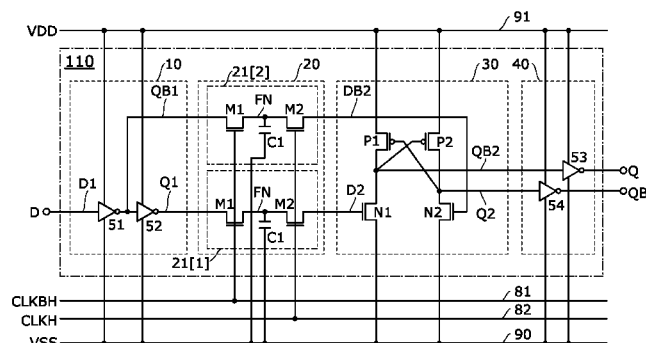 VDD
91
110
10
21[2]
20
30
40
QB1
M1
FN
M2
DB2
C1
P1
P2
QB2
53
Q
D1
D
51
Q1
52
M1
FN
M2
D2
C1
N1
N2
Q2
54
QB
21[1]
CLKBH
81
CLKH
82
VSS
90